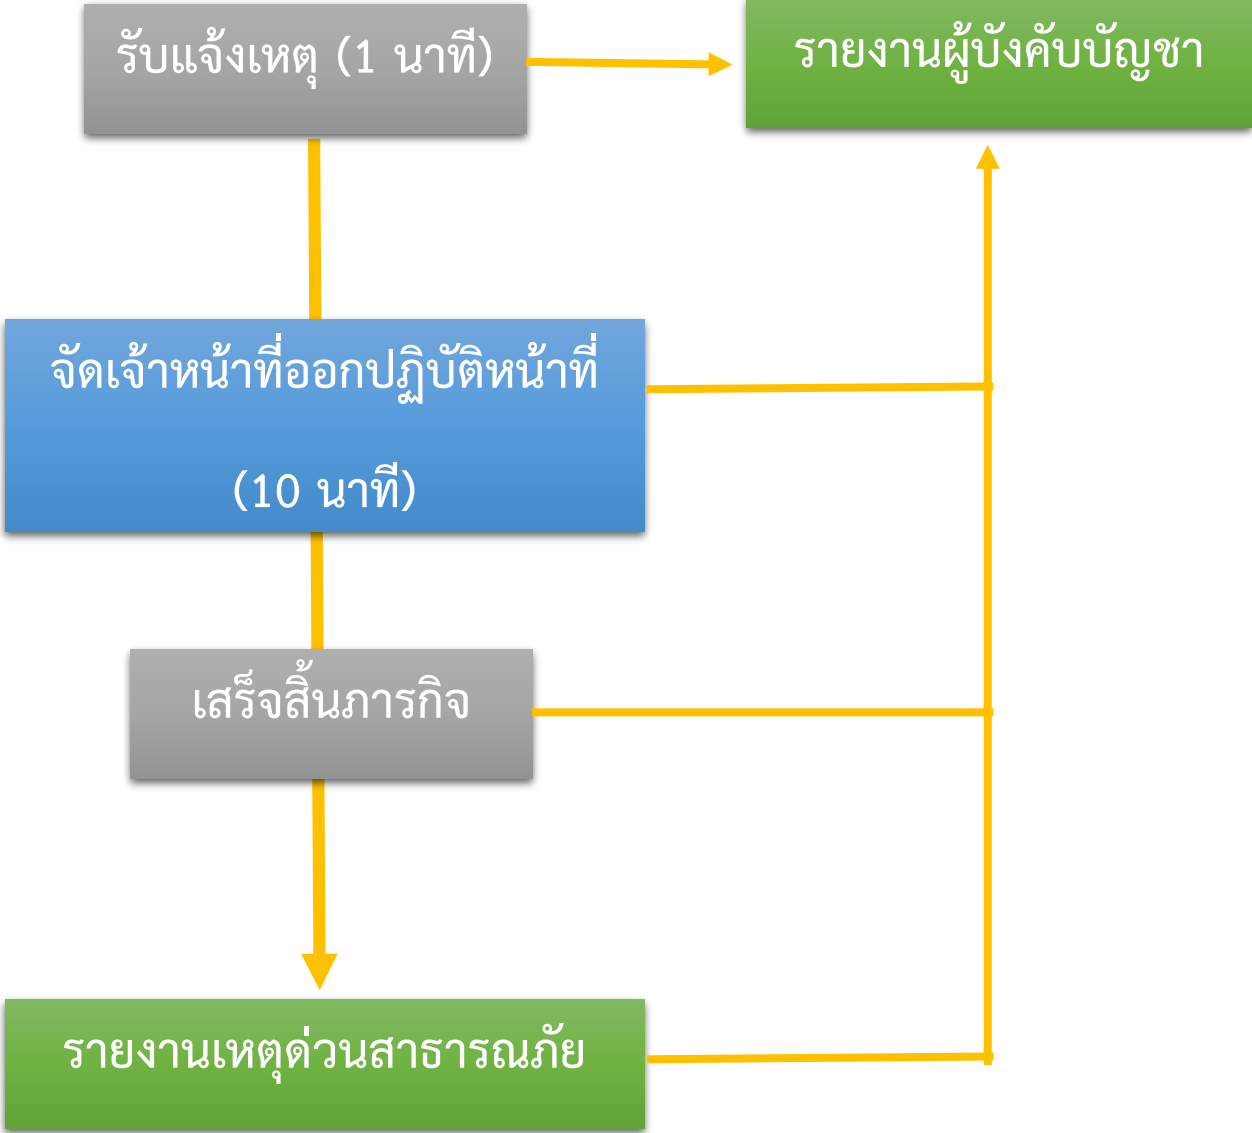 รับแจ้งเหตุ (1 นาที)
รายงานผู้บังคับบัญชา
จัดเจ้าหน้าที่ออกปฏิบัติหน้าที่
(10 นาที)
เสร็จสิ้นภารกิจ
รายงานเหตุด่วนสาธารณภัย